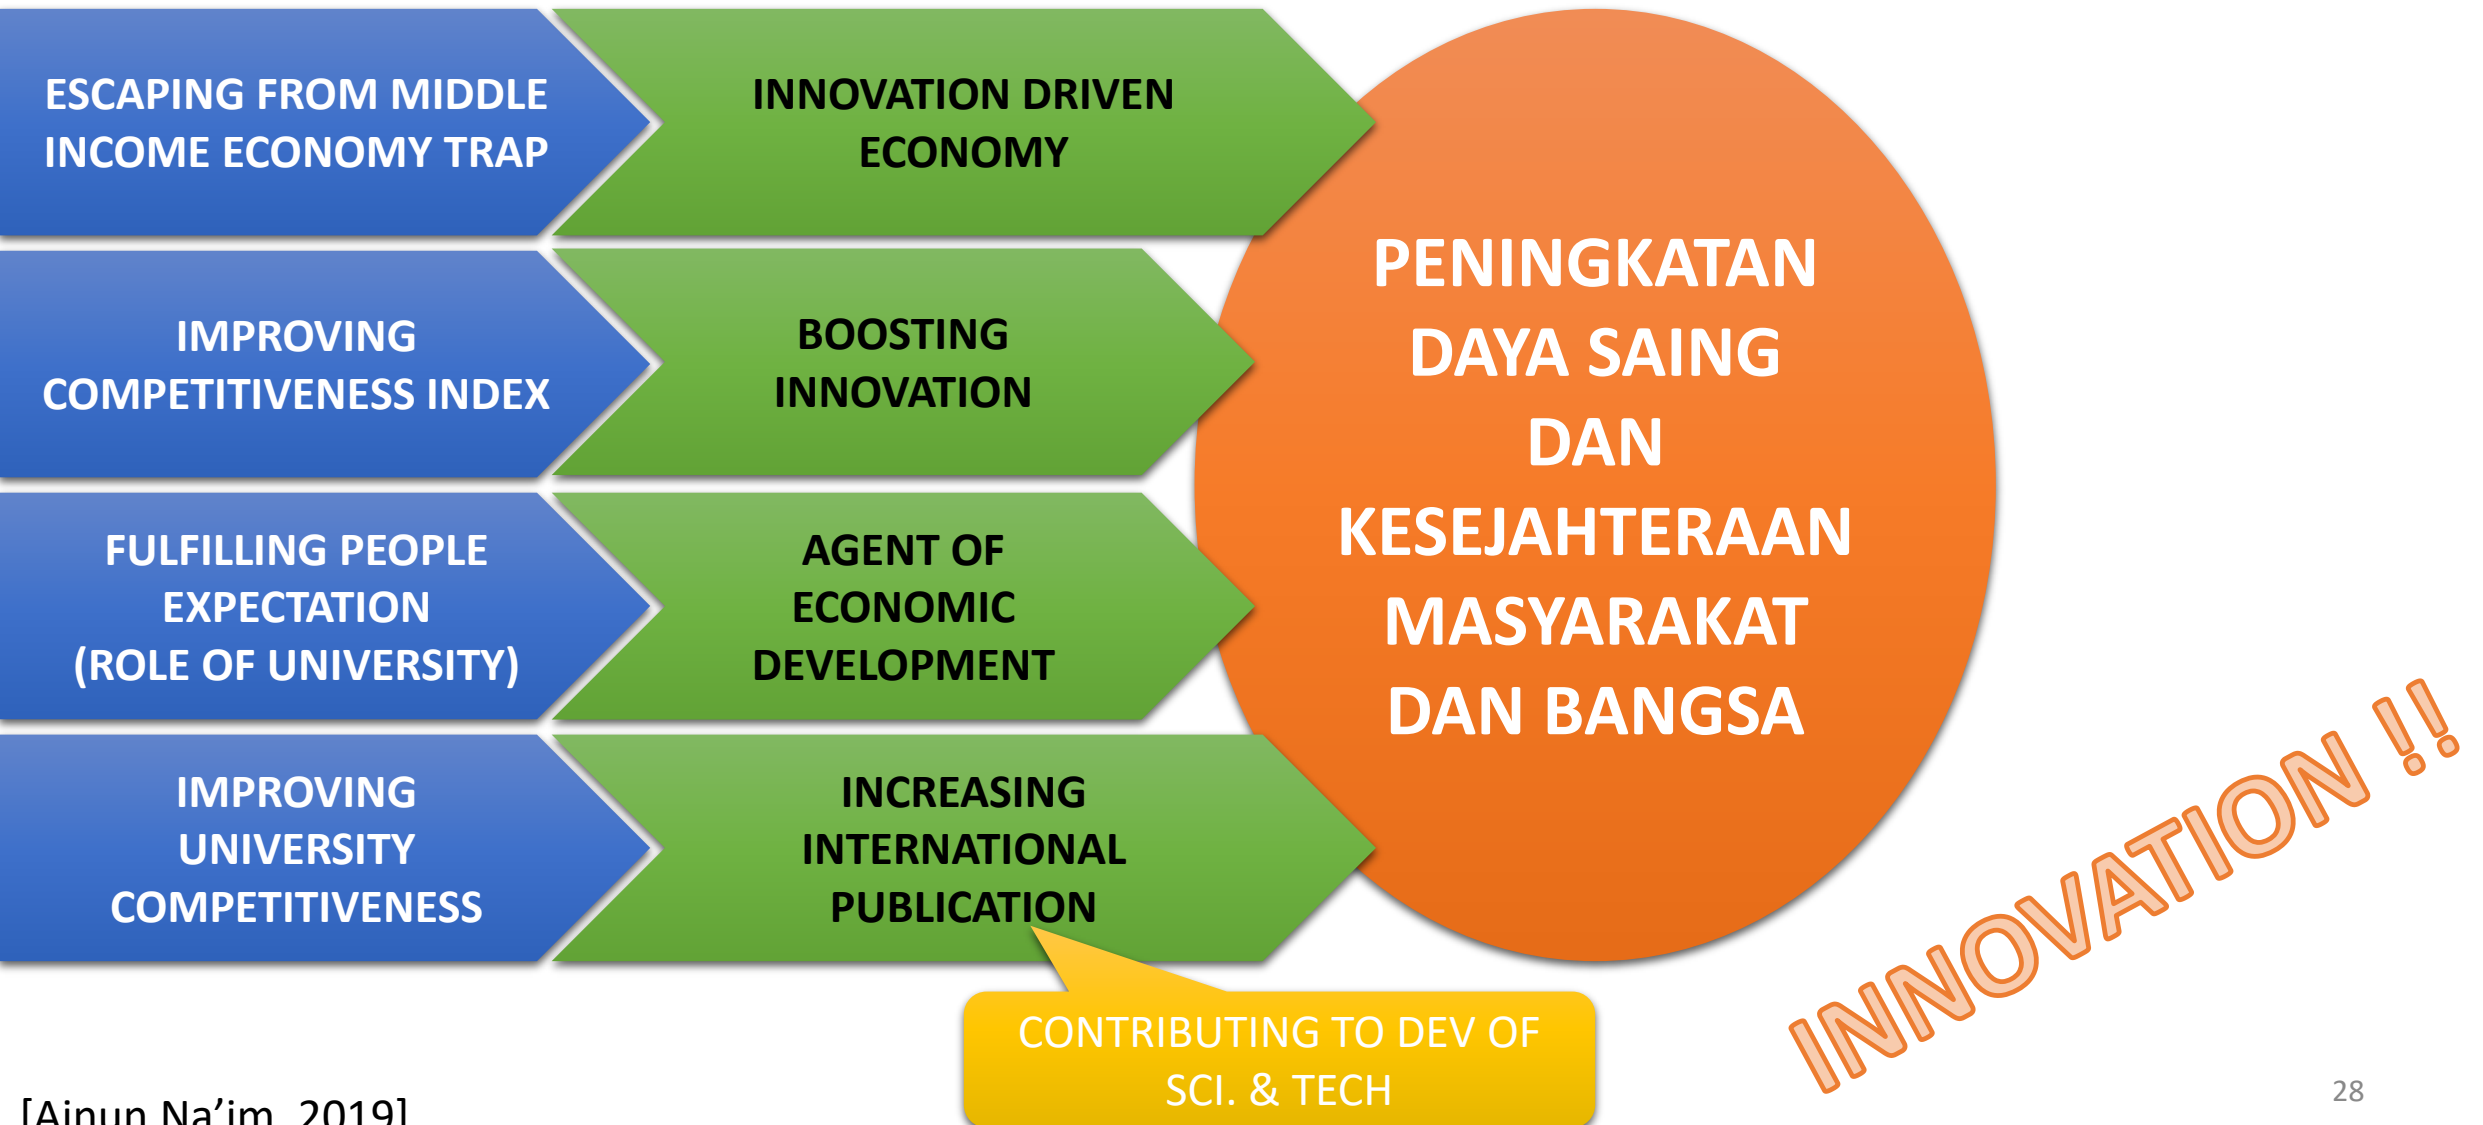 ESCAPING FROM MIDDLE
INCOME ECONOMY TRAP
INNOVATION DRIVEN
ECONOMY
IMPROVING
COMPETITIVENESS INDEX
BOOSTING
INNOVATION
FULFILLING PEOPLE
EXPECTATION
(ROLE OF UNIVERSITY)
AGENT OF
ECONOMIC
DEVELOPMENT
IMPROVING
UNIVERSITY
COMPETITIVENESS
INCREASING
INTERNATIONAL
PUBLICATION
PENINGKATAN
DAYA SAING
DAN
KESEJAHTERAAN
MASYARAKAT
DAN BANGSA
CONTRIBUTING TO DEV OF
SCI. & TECH
INNOVATION !!
[Ainun Na’im, 2019]
28